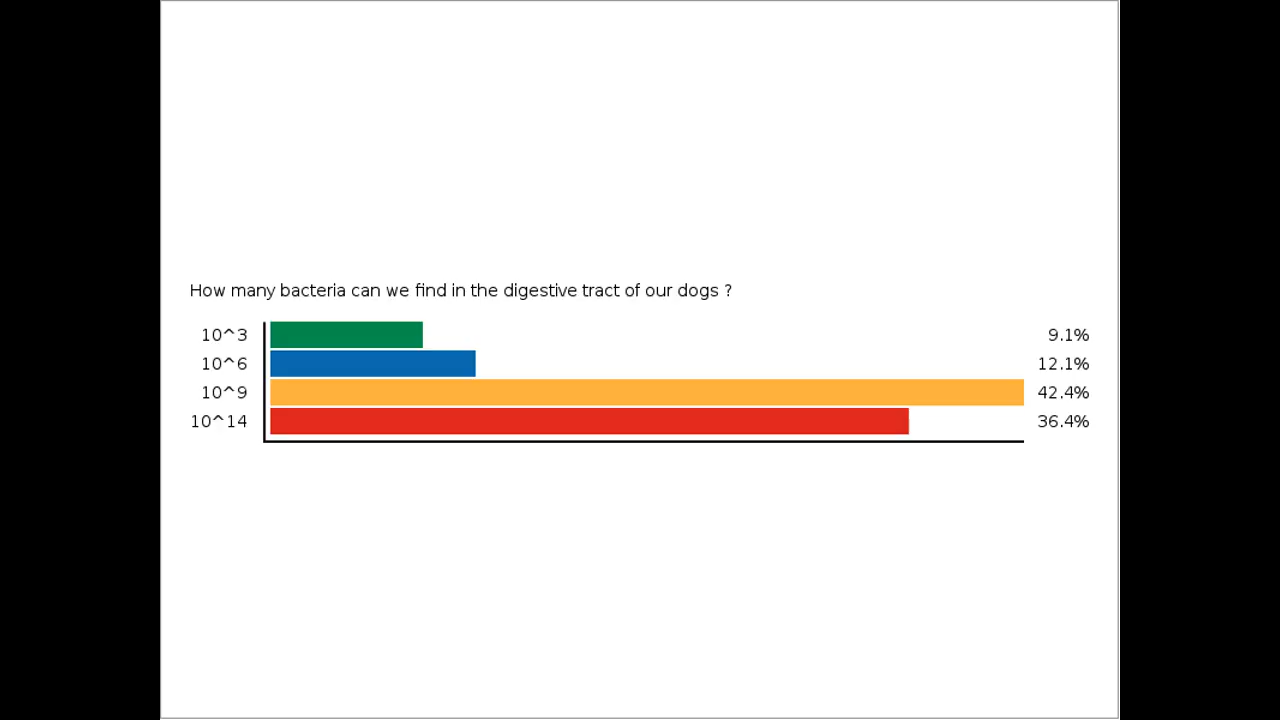 How many bacteria can we find in the digestive tract of our dogs ?
10^3 9.1%
10^6 12.1%
10^9 42.4%
10^14 36.4%